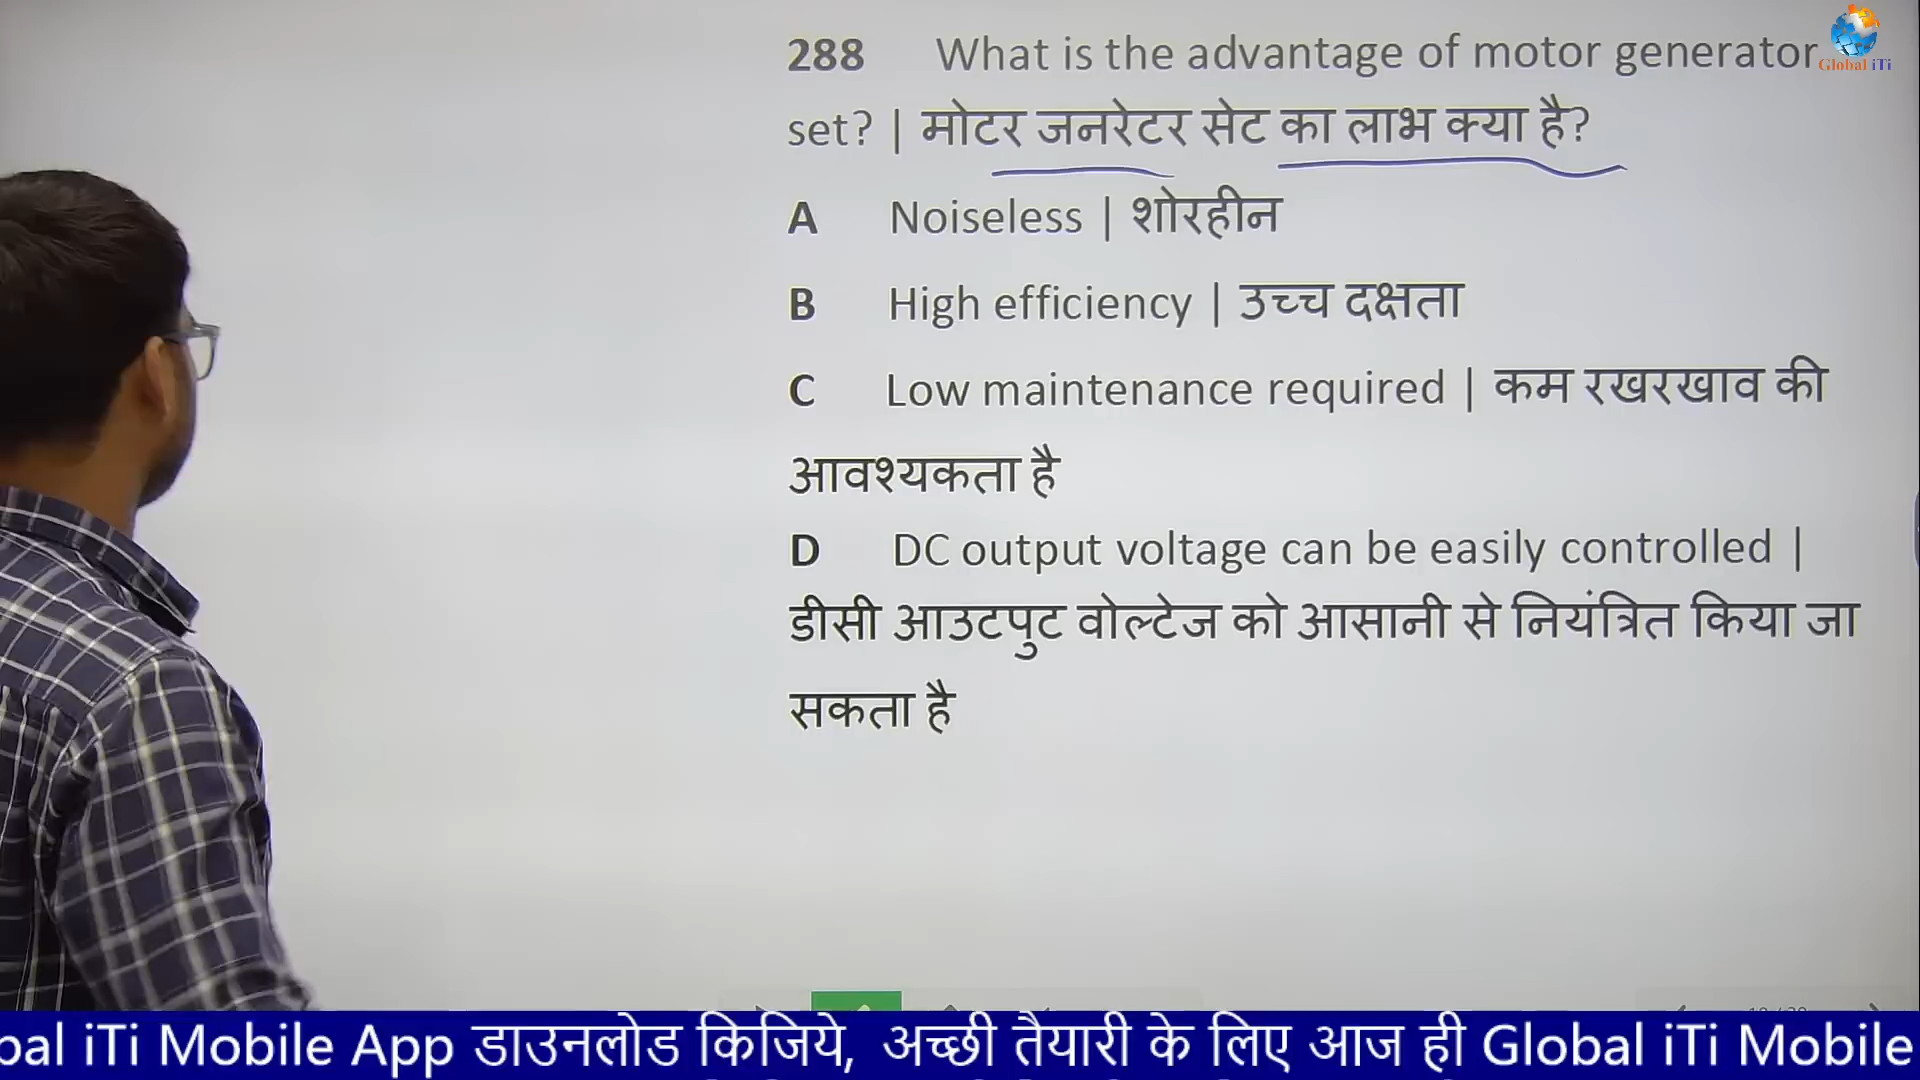 288 What is the advantage of motor generator
Global iTi
set? | मोटर जनरेटर सेट का लाभ क्या है?
A Noiseless | शोरहीन
B High efficiency | उच्च दक्षता
C Low maintenance required | कम रखरखाव की
आवश्यकता है
D DC output voltage can be easily controlled |
डीसी आउटपुट वोल्टेज को आसानी से नियंत्रित किया जा
सकता है
iTi Mobile App डाउनलोड किजिये, अच्छी तैयारी के लिए आज ही Global iTi Mobile